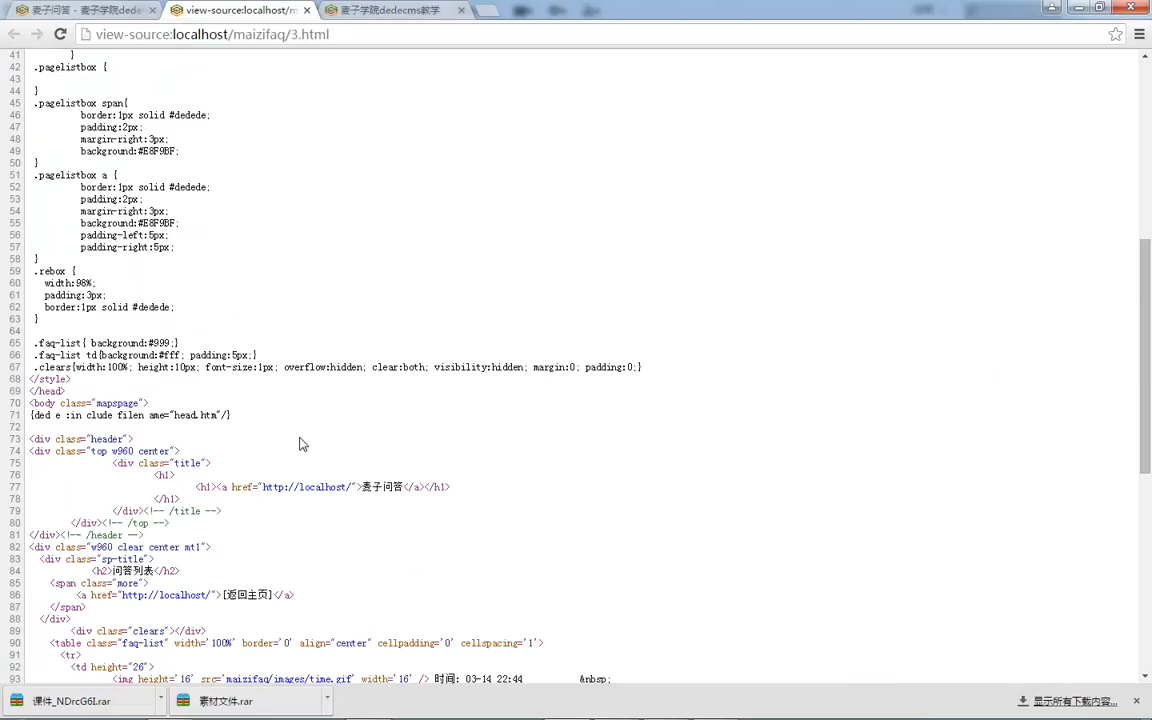 麦子问答 - 麦子学院dede
view-source:localhost/m
麦子学院dedecms教学
view-source:localhost/maizifaq/3.html
41 }
42 .pagelistbox {
43
44 }
45 .pagelistbox span{
46 border:1px solid #dedede;
47 padding:2px;
48 margin-right:3px;
49 background:#E8F9BF;
50 }
51 .pagelistbox a {
52 border:1px solid #dedede;
53 padding:2px;
54 margin-right:3px;
55 background:#E8F9BF;
56 padding-left:5px;
57 padding-right:5px;
58 }
59 .rebox {
60 width:98%;
61 padding:3px;
62 border:1px solid #dedede;
63 }
64
65 .faq-list{ background:#999;}
66 .faq-list td{background:#fff; padding:5px;}
67 .clears{width:100%; height:10px; font-size:1px; overflow:hidden; clear:both; visibility:hidden; margin:0; padding:0;}
68 </style>
69 </head>
70 <body class="mapspage">
71 {ded e :in clude filen ame="head.htm"/}
72
73 <div class="header">
74 <div class="top w960 center">
75 <div class="title">
76 <h1>
77 <h1><a href="http://localhost/">麦子问答</a></h1>
78 </h1>
79 </div><!-- /title -->
80 </div><!-- /top -->
81 </div><!-- /header -->
82 <div class="w960 clear center mt1">
83 <div class="sp-title">
84 <h2>问答列表</h2>
85 <span class="more">
86 <a href="http://localhost/">[返回主页]</a>
87 </span>
88 </div>
89 <div class="clears"></div>
90 <table class="faq-list" width='100%' border='0' align="center" cellpadding='0' cellspacing='1'>
91 <tr>
92 <td height="26">
93 <img height='16' src='maizifaq/images/time.gif' width='16' /> 时间: 03-14 22:44 &nbsp;
课件_NDrcG6I.rar
素材文件.rar
显示所有下载内容...